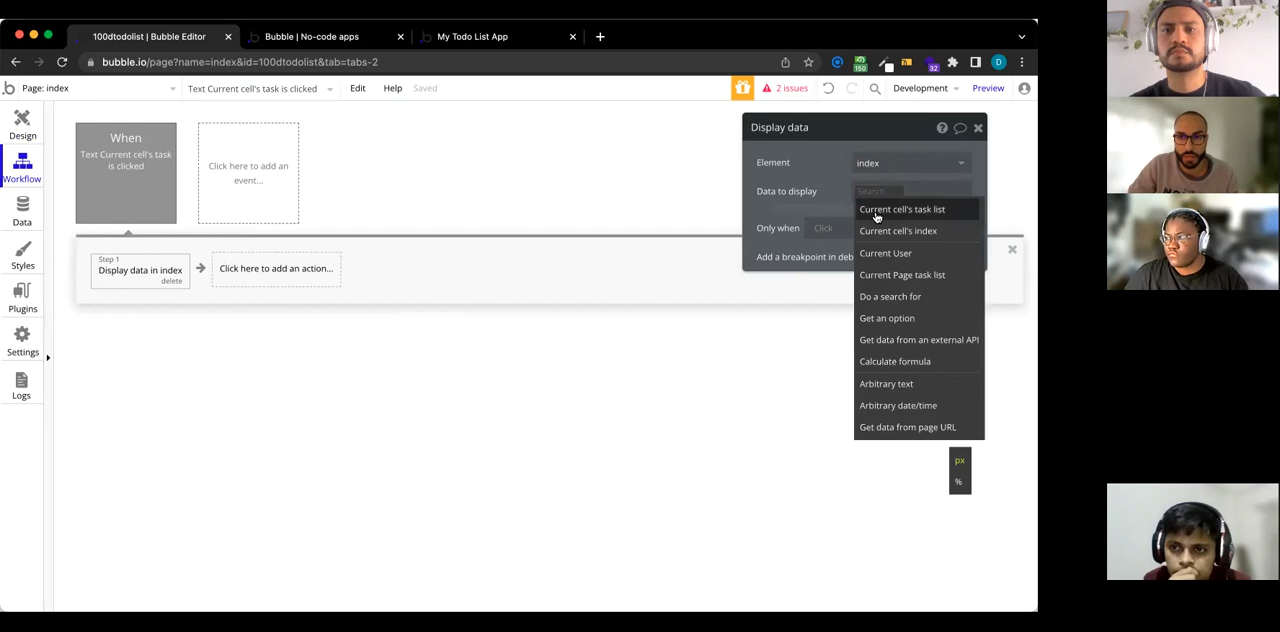 100dtodolist | Bubble Editor
Bubble | No-code apps
My Todo List App
bubble.io/page?name=index&id=100dtodolist&tab=tabs-2
150
32
D
b
Page: index
Text Current cell's task is clicked
Edit
Help
Saved
2 issues
Development
Preview
Design
Workflow
Data
Styles
Plugins
Settings
Logs
When
Text Current cell's task
is clicked
Click here to add an
event...
Step 1
Display data in index
delete
Click here to add an action...
Display data
Element
index
Data to display
Search...
Only when
Click
Add a breakpoint in deb
Current cell's task list
Current cell's index
Current User
Current Page task list
Do a search for
Get an option
Get data from an external API
Calculate formula
Arbitrary text
Arbitrary date/time
Get data from page URL
px
%